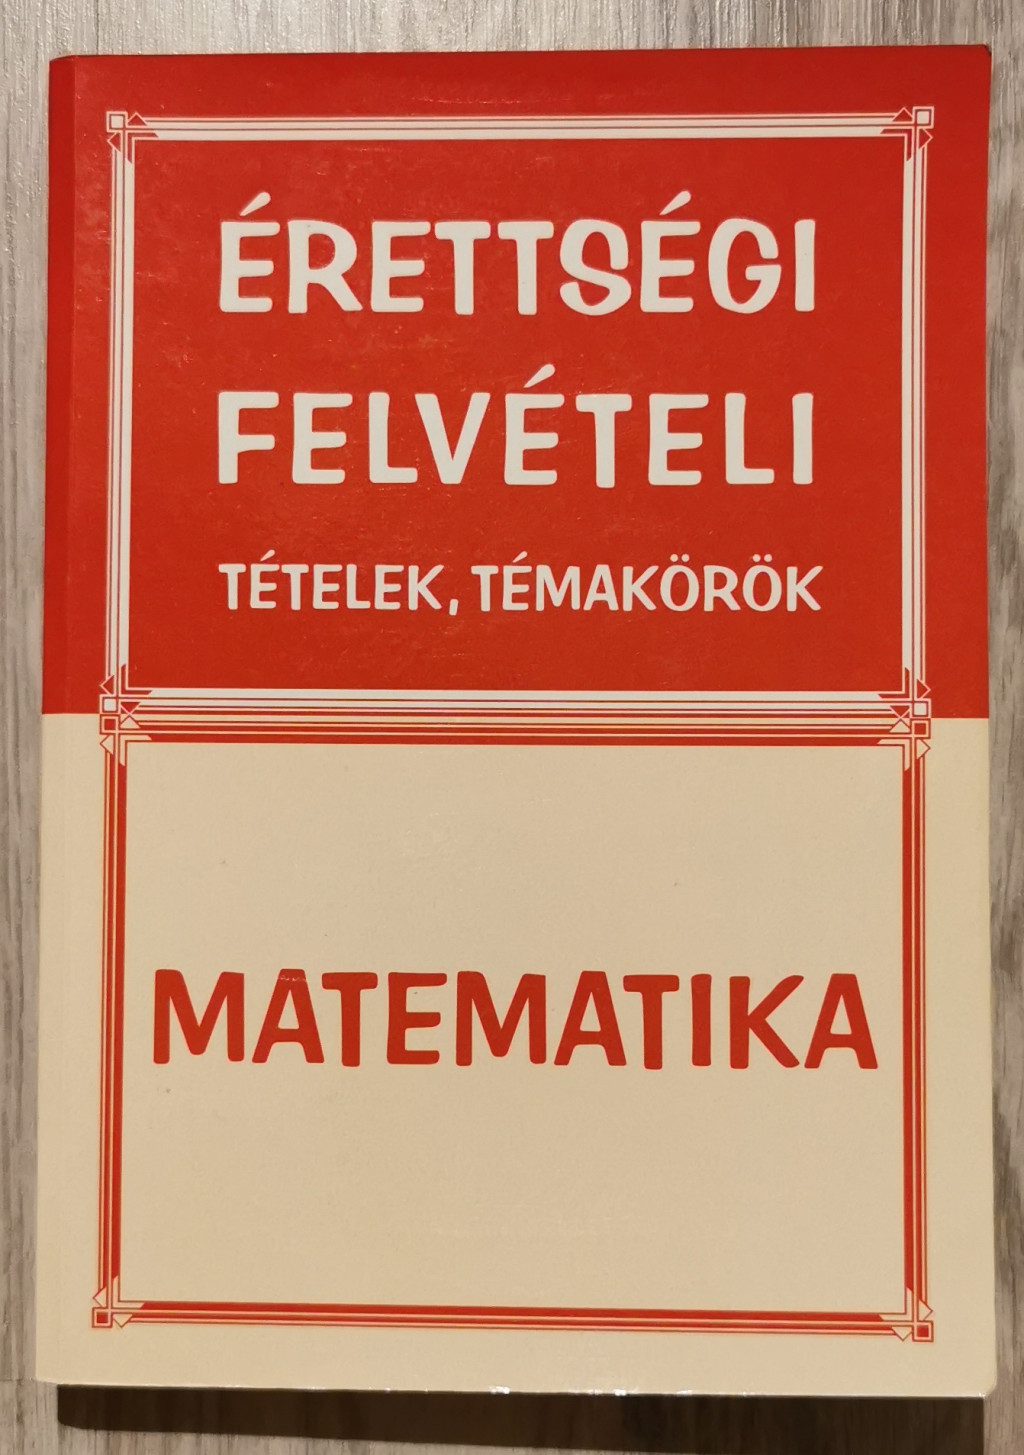 ÉRETTSÉGI
FELVÉTELI
TÉTELEK, TÉMAKÖRÖK
MATEMATIKA